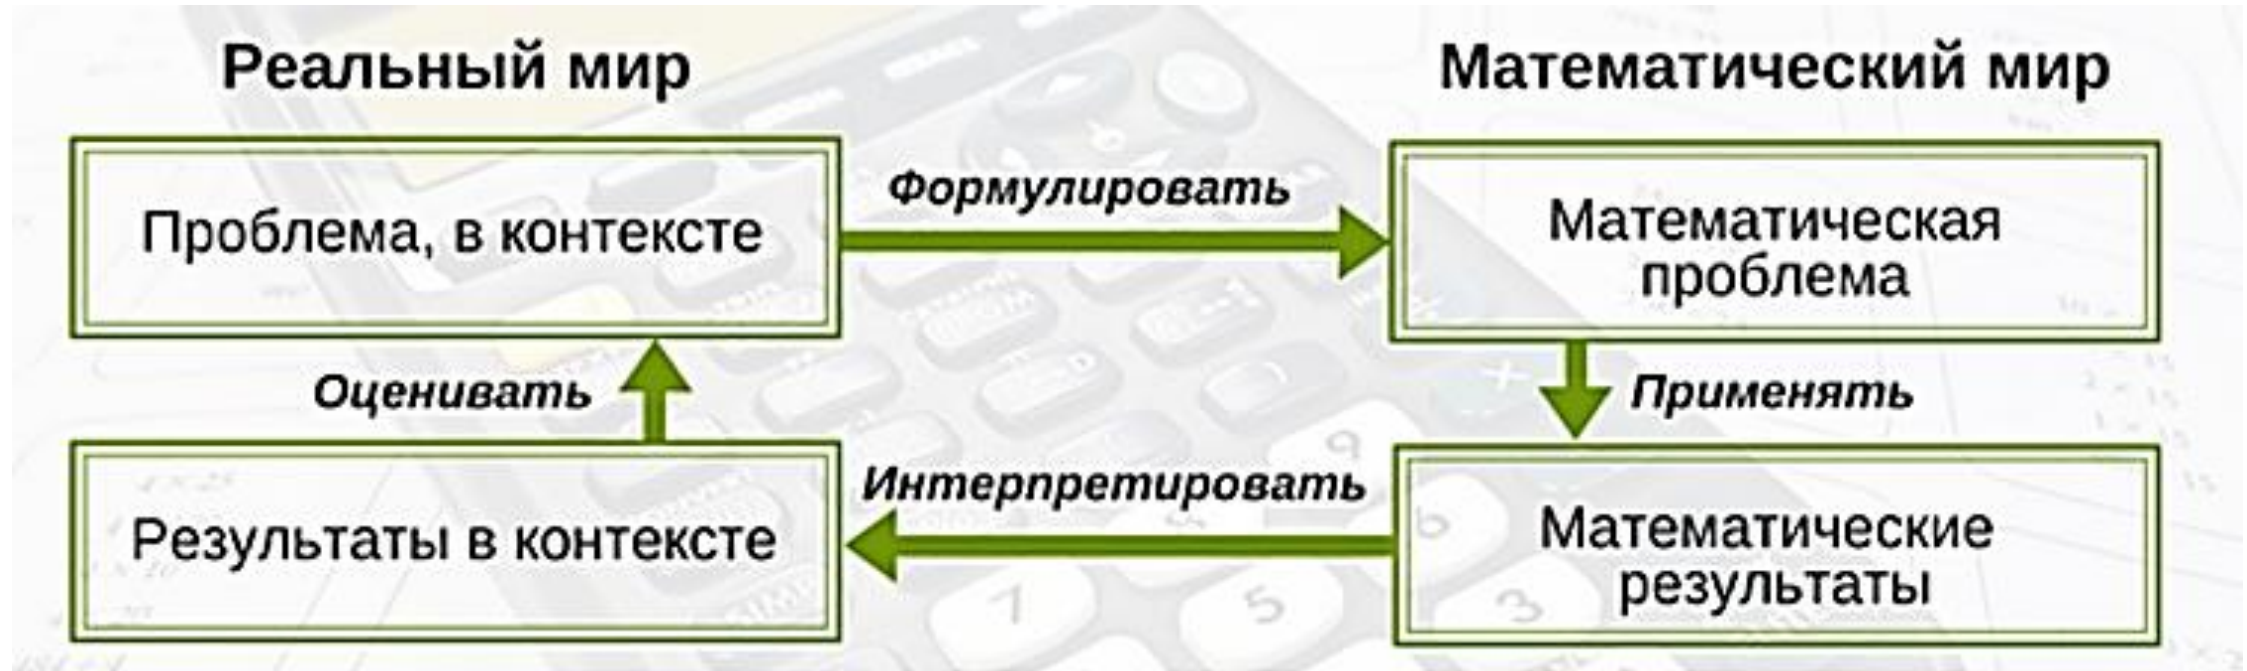 Реальный мир
Математический мир
Проблема, в контексте
Формулировать
Математическая
проблема
Оценивать
Применять
Результаты в контексте
Интерпретировать
Математические
результаты